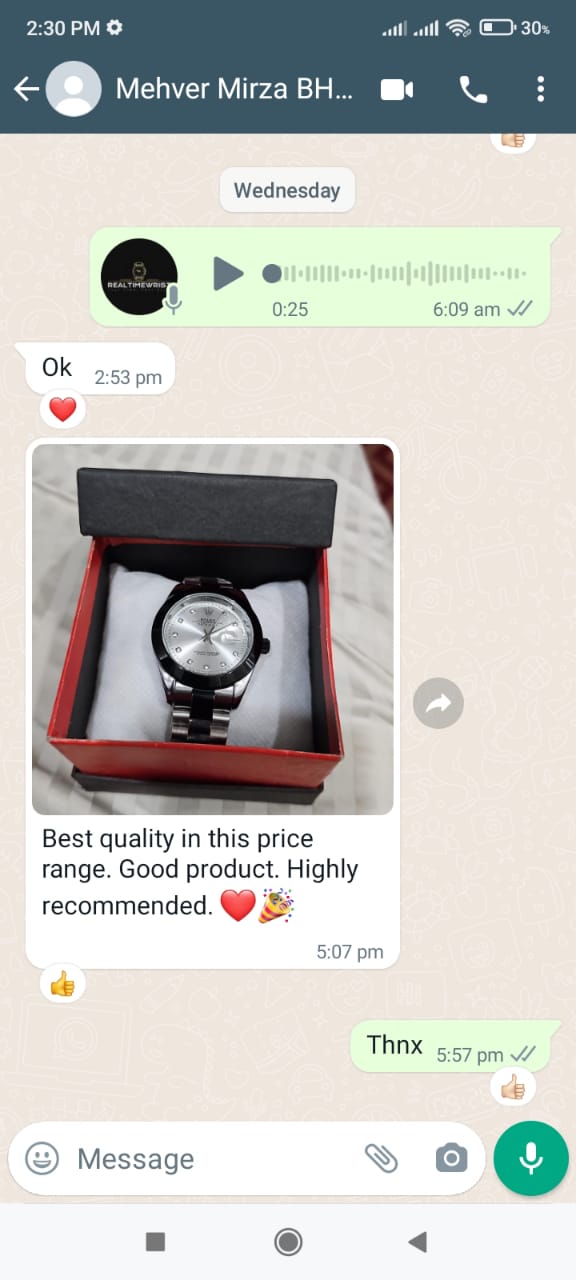 2:30 PM
30%
Mehver Mirza BH...
Wednesday
REALTIMEWRIST
0:25
6:09 am
Ok
2:53 pm
ROLEX
Best quality in this price
range. Good product. Highly
recommended. ❤️🎉
5:07 pm
Thnx
5:57 pm
Message